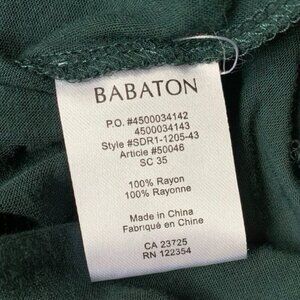 BABATON
P.O. #4500034142
4500034143
Style #SDR1-1205-43
Article #50046
SC 35
100% Rayon
100% Rayonne
Made in China
Fabriqué en Chine
CA 23725
RN 122354